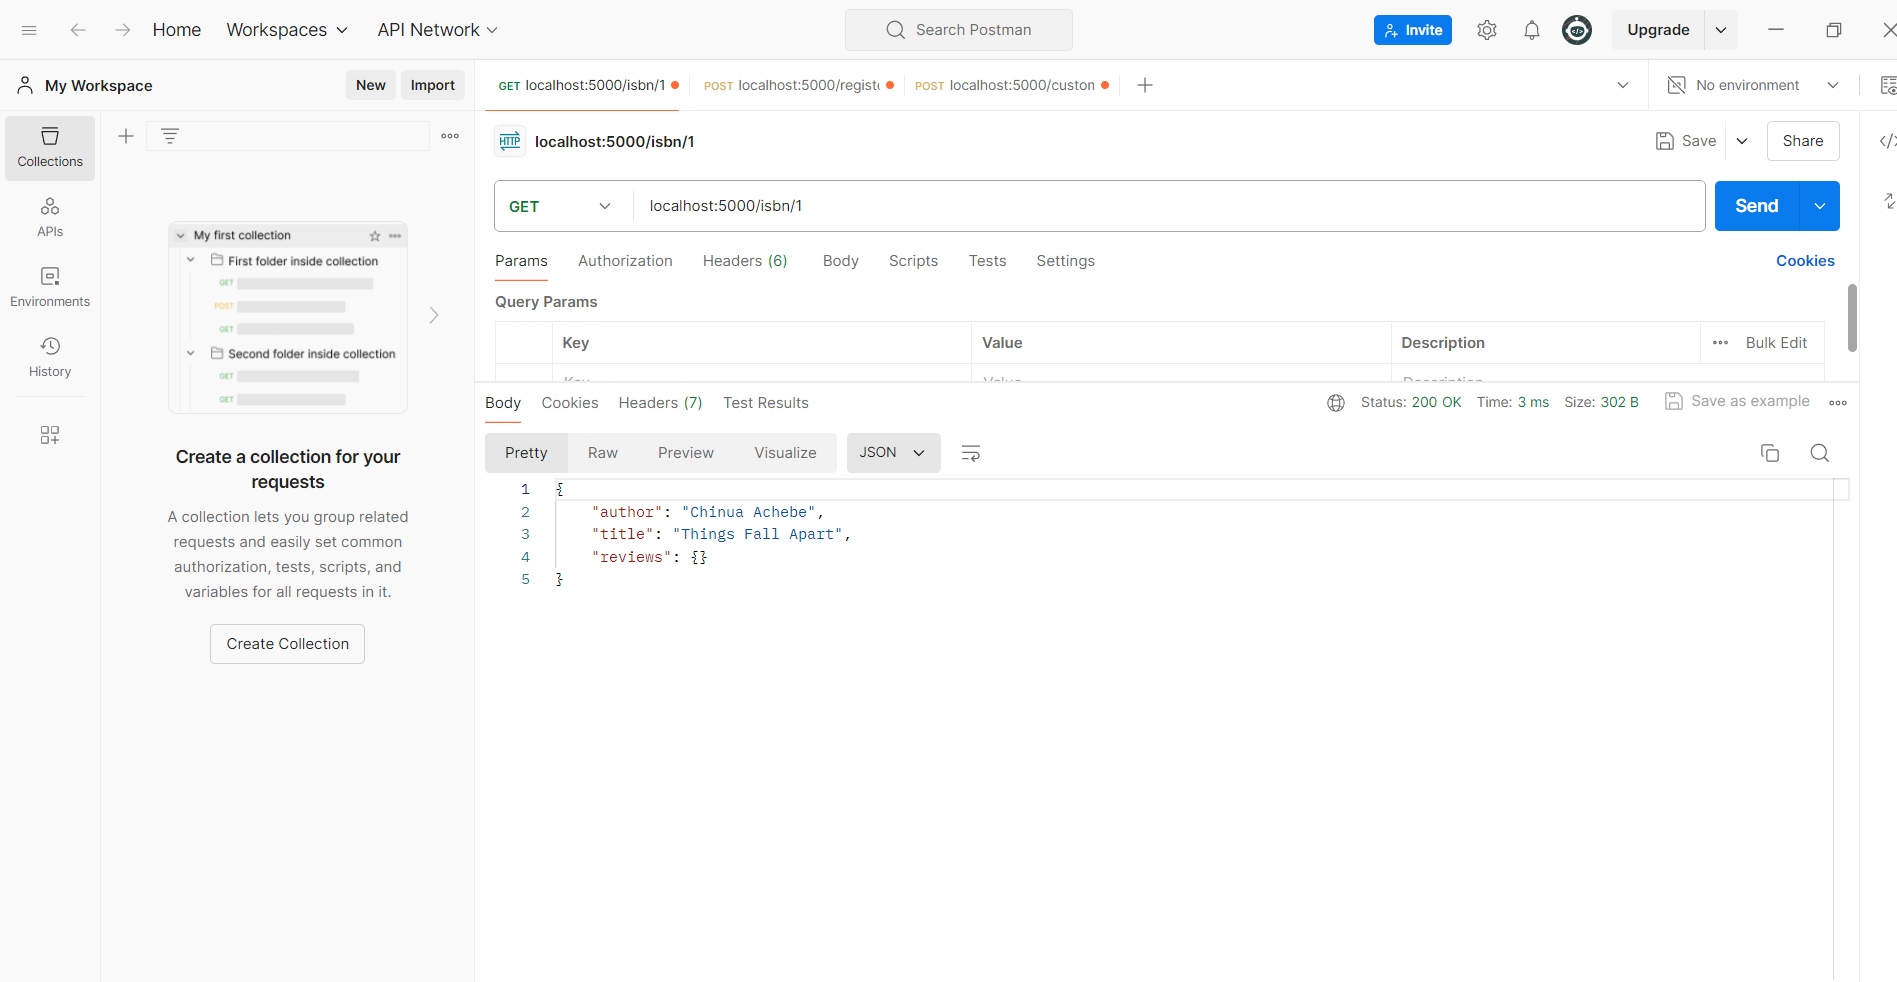 Home Workspaces API Network Search Postman Invite Upgrade
My Workspace New Import
GET localhost:5000/isbn/1 POST localhost:5000/regist POST localhost:5000/custon No environment
Collections
APIs
Environments
History
My first collection
First folder inside collection
GET
POST
GET
Second folder inside collection
GET
GET
Create a collection for your
requests
A collection lets you group related
requests and easily set common
authorization, tests, scripts, and
variables for all requests in it.
Create Collection
HTTP localhost:5000/isbn/1 Save Share
GET localhost:5000/isbn/1 Send
Params Authorization Headers (6) Body Scripts Tests Settings Cookies
Query Params
Key Value Description Bulk Edit
Key Value Description
Body Cookies Headers (7) Test Results Status: 200 OK Time: 3 ms Size: 302 B Save as example
Pretty Raw Preview Visualize JSON
1 {
2 "author": "Chinua Achebe",
3 "title": "Things Fall Apart",
4 "reviews": {}
5 }